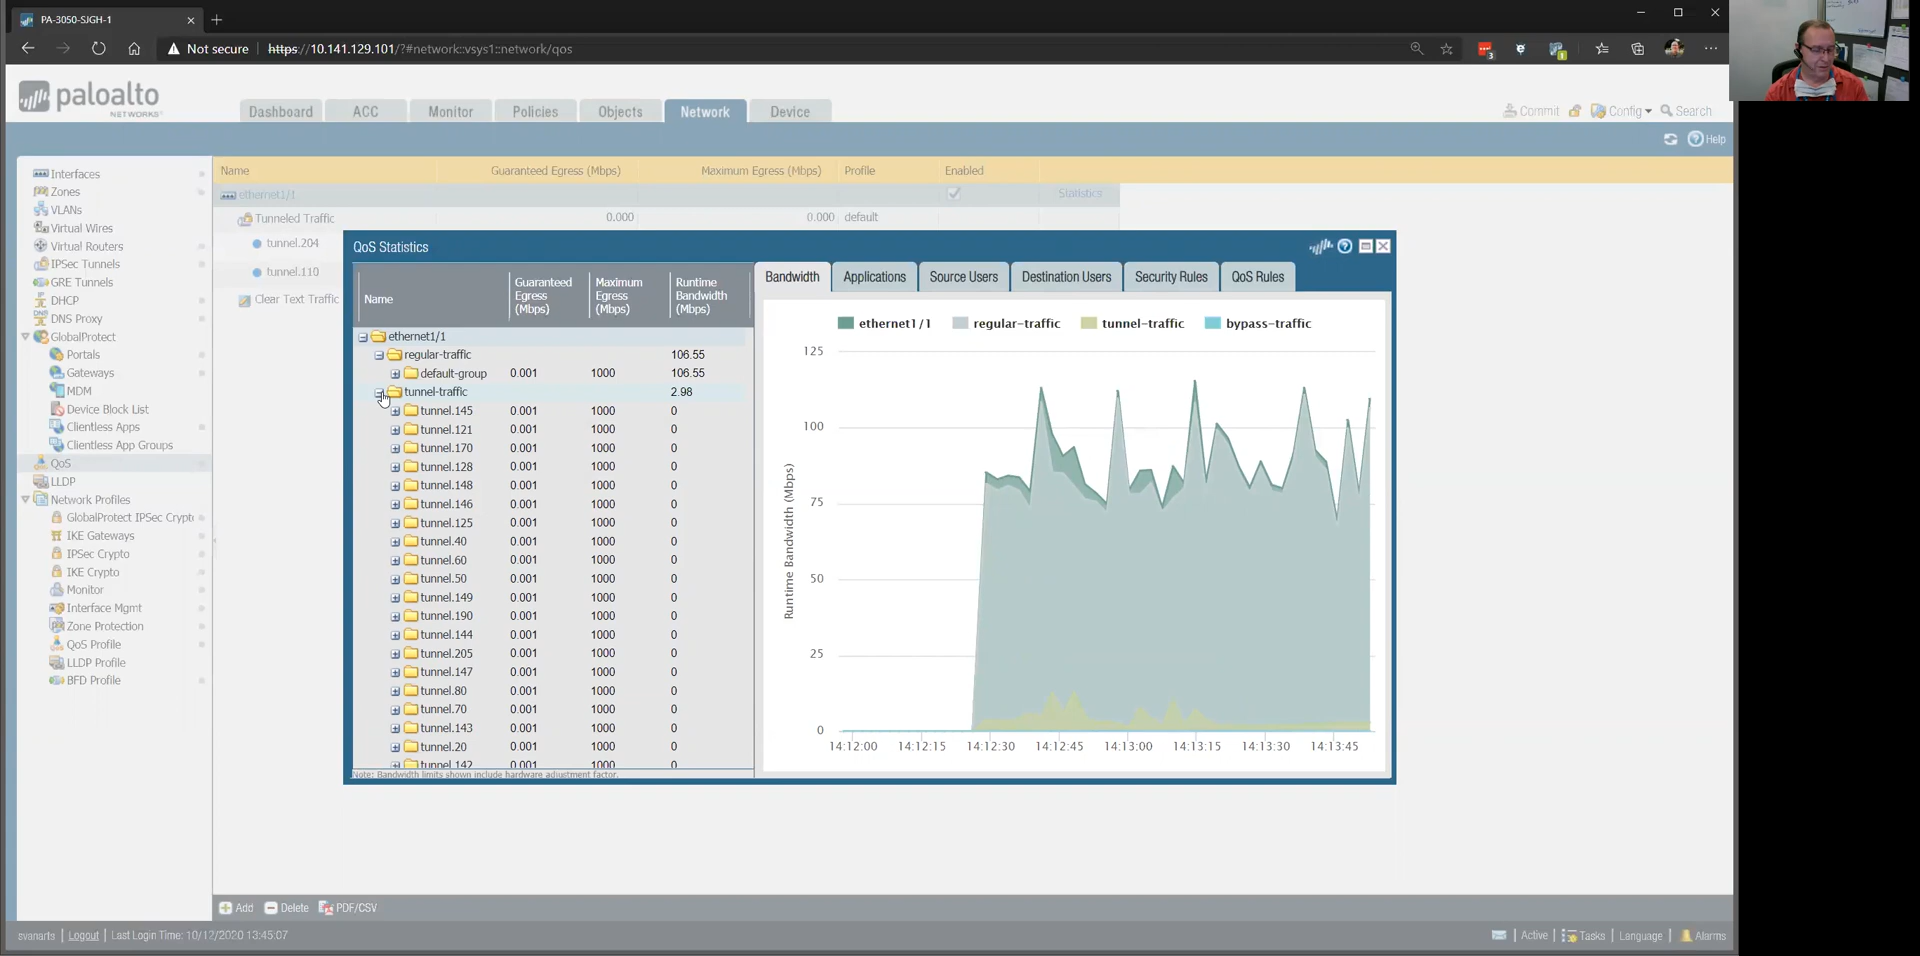 PA-3050-SJGH-1
Not secure
https://10.141.129.101/?#network::vsys1::network/qos
paloalto
NETWORKS
Dashboard ACC Monitor Policies Objects Network Device
Commit Config Search
Help
Interfaces
Zones
VLANs
Virtual Wires
Virtual Routers
IPSec Tunnels
GRE Tunnels
DHCP
DNS Proxy
GlobalProtect
Portals
Gateways
MDM
Device Block List
Clientless Apps
Clientless App Groups
QoS
LLDP
Network Profiles
GlobalProtect IPSec Crypto
IKE Gateways
IPSec Crypto
IKE Crypto
Monitor
Interface Mgmt
Zone Protection
QoS Profile
LLDP Profile
BFD Profile
Name Guaranteed Egress (Mbps) Maximum Egress (Mbps) Profile Enabled
ethernet1/1 Statistics
Tunneled Traffic 0.000 0.000 default
tunnel.204
tunnel.110
Clear Text Traffic
QoS Statistics
Name Guaranteed Egress (Mbps) Maximum Egress (Mbps) Runtime Bandwidth (Mbps)
ethernet1/1
regular-traffic 106.55
default-group 0.001 1000 106.55
tunnel-traffic 2.98
tunnel.145 0.001 1000 0
tunnel.121 0.001 1000 0
tunnel.170 0.001 1000 0
tunnel.128 0.001 1000 0
tunnel.148 0.001 1000 0
tunnel.146 0.001 1000 0
tunnel.125 0.001 1000 0
tunnel.40 0.001 1000 0
tunnel.60 0.001 1000 0
tunnel.50 0.001 1000 0
tunnel.149 0.001 1000 0
tunnel.190 0.001 1000 0
tunnel.144 0.001 1000 0
tunnel.205 0.001 1000 0
tunnel.147 0.001 1000 0
tunnel.80 0.001 1000 0
tunnel.70 0.001 1000 0
tunnel.143 0.001 1000 0
tunnel.20 0.001 1000 0
tunnel.142 0.001 1000 0
Note: Bandwidth limits shown include hardware adjustment factor.
Bandwidth Applications Source Users Destination Users Security Rules QoS Rules
ethernet1/1 regular-traffic tunnel-traffic bypass-traffic
Runtime Bandwidth (Mbps)
125
100
75
50
25
0
14:12:00 14:12:15 14:12:30 14:12:45 14:13:00 14:13:15 14:13:30 14:13:45
Add Delete PDF/CSV
svanarts | Logout | Last Login Time: 10/12/2020 13:45:07
Active | Tasks | Language | Alarms